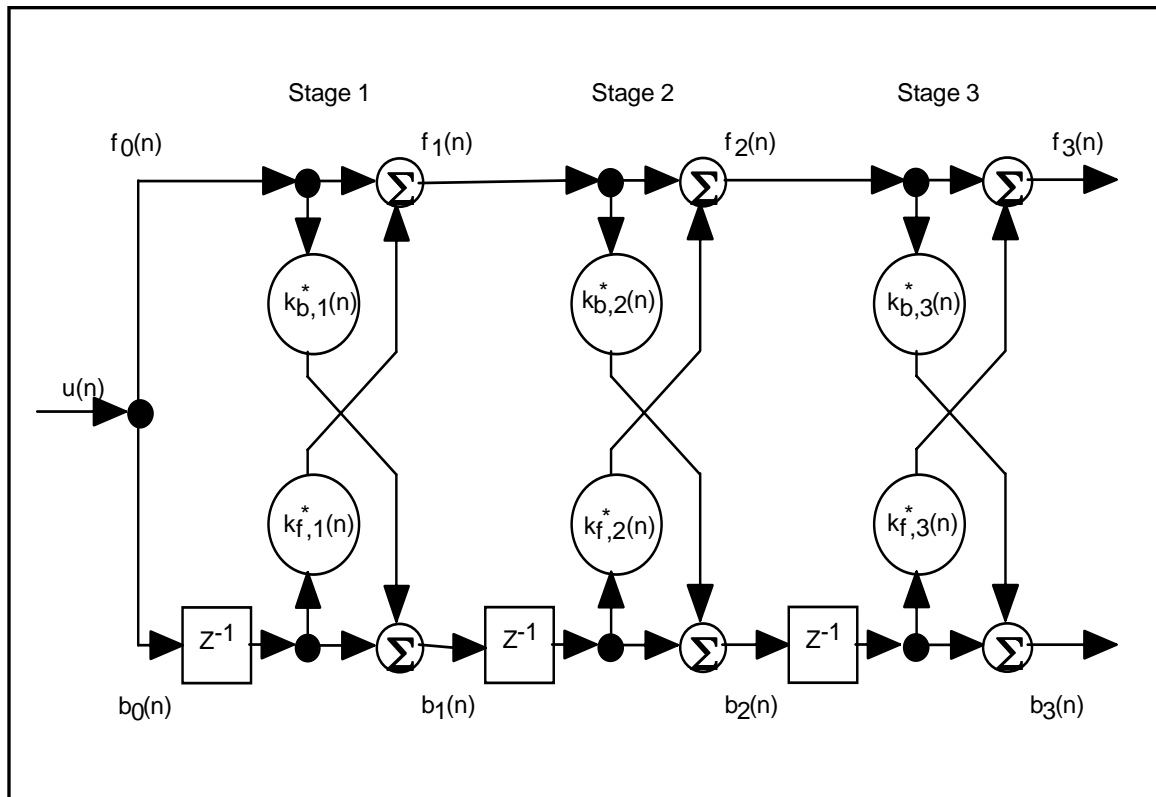 Stage 1 Stage 2 Stage 3
f0(n) f1(n) f2(n) f3(n)
Σ Σ Σ
k*b,1(n) k*b,2(n) k*b,3(n)
u(n)
k*f,1(n) k*f,2(n) k*f,3(n)
Z-1 Σ Z-1 Σ Z-1 Σ
b0(n) b1(n) b2(n) b3(n)